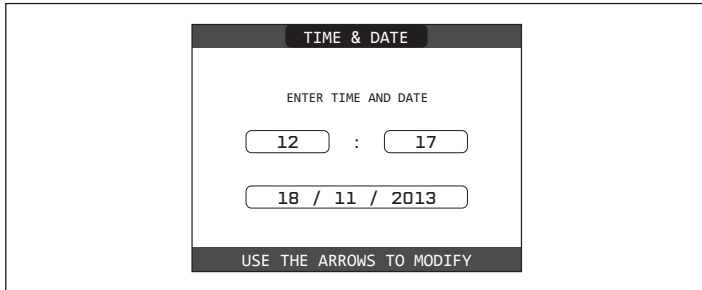 TIME & DATE
ENTER TIME AND DATE
12 : 17
18 / 11 / 2013
USE THE ARROWS TO MODIFY